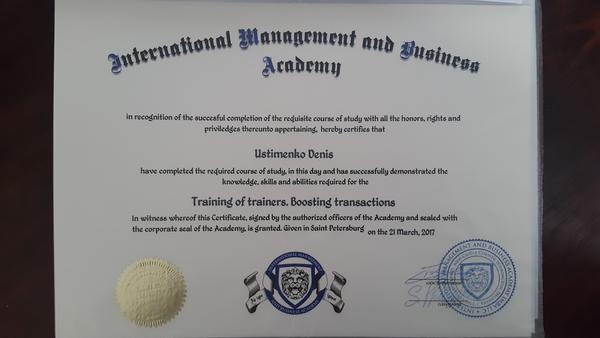 International Management and Business
Academy
in recognition of the succesful completion of the requisite course of study with all the honors, rights and
priviledges thereunto appertaining, hereby certifies that
Ustimenko Denis
have completed the required course of study, in this day and has successfully demonstrated the
knowledge, skills and abilities required for the
Training of trainers. Boosting transactions
In witness whereof this Certificate, signed by the authorized officers of the Academy and sealed with
the corporate seal of the Academy, is granted. Given in Saint Petersburg on the 21 March, 2017